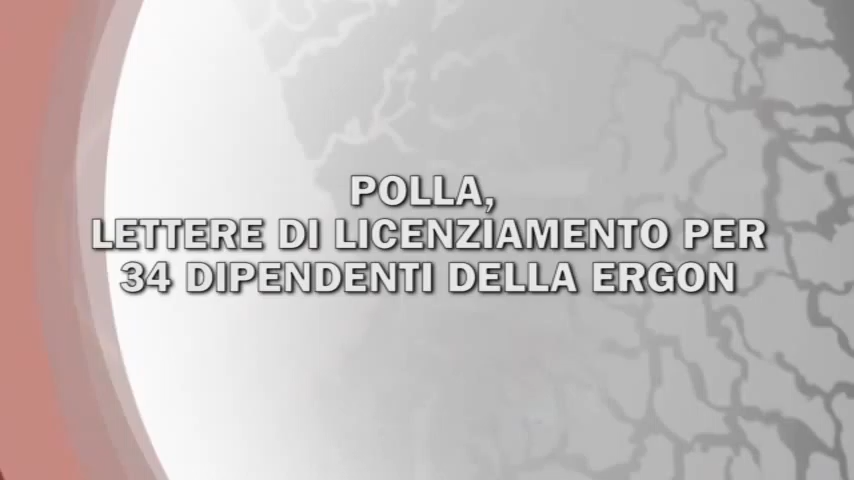 POLLA,
LETTERE DI LICENZIAMENTO PER
34 DIPENDENTI DELLA ERGON